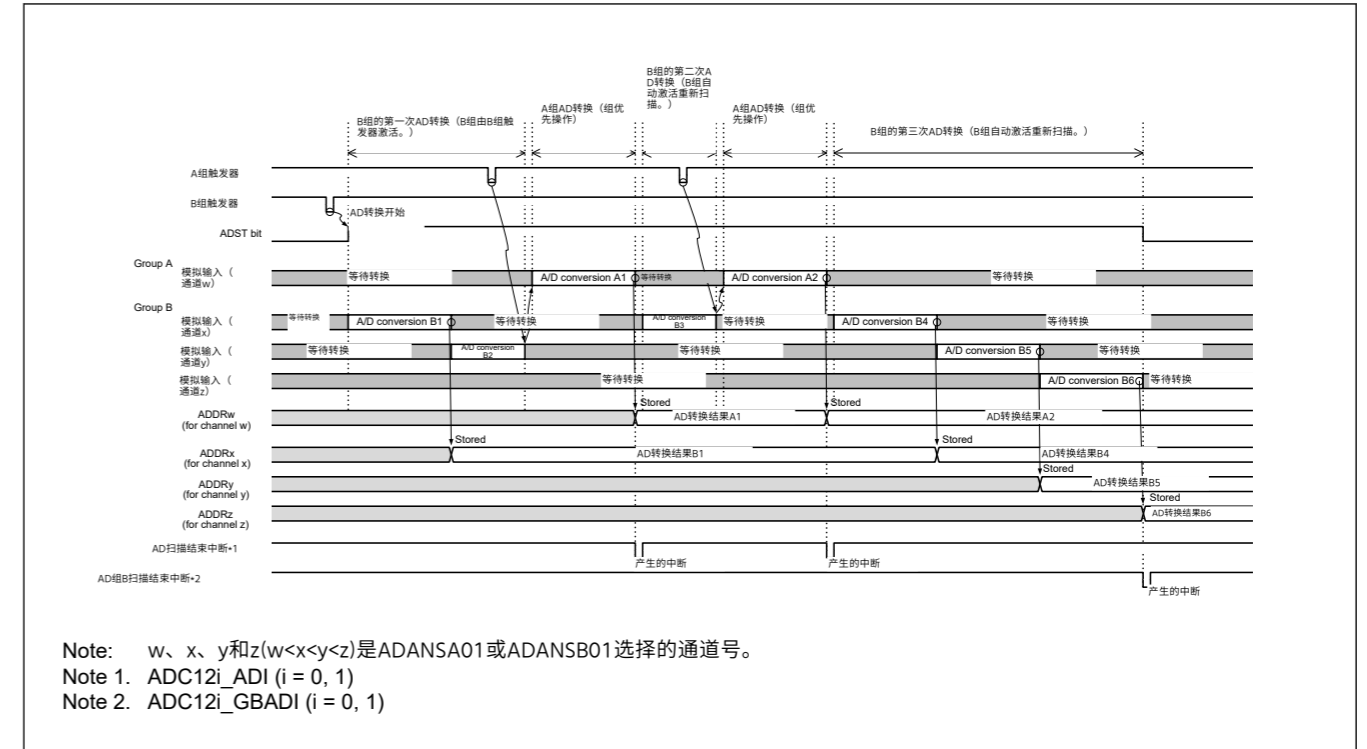 B组的第二次A
D转换（B组自
动激活重新扫
描。）
A组AD转换（组优
先操作）
A组AD转换（组优
先操作）
B组的第一次AD转换（B组由B组触
发器激活。）
B组的第三次AD转换（B组自动激活重新扫描。）
A组触发器
B组触发器
AD转换开始
ADST bit
Group A
模拟输入（
通道w）
等待转换
A/D conversion A1
等待转换
A/D conversion A2
等待转换
Group B
模拟输入（
通道x）
等待转换
A/D conversion B1
等待转换
A/D conversion
B3
等待转换
A/D conversion B4
等待转换
模拟输入（
通道y）
等待转换
A/D conversion
B2
等待转换
A/D conversion B5
等待转换
模拟输入（
通道z）
等待转换
A/D conversion B6
等待转换
Stored
Stored
ADDRw
(for channel w)
AD转换结果A1
AD转换结果A2
Stored
Stored
ADDRx
(for channel x)
AD转换结果B1
AD转换结果B4
Stored
ADDRy
(for channel y)
AD转换结果B5
Stored
ADDRz
(for channel z)
AD转换结果B6
AD扫描结束中断*1
产生的中断
产生的中断
AD组B扫描结束中断*2
产生的中断
Note: w、x、y和z(w<x<y<z)是ADANSA01或ADANSB01选择的通道号。
Note 1. ADC12i_ADI (i = 0, 1)
Note 2. ADC12i_GBADI (i = 0, 1)